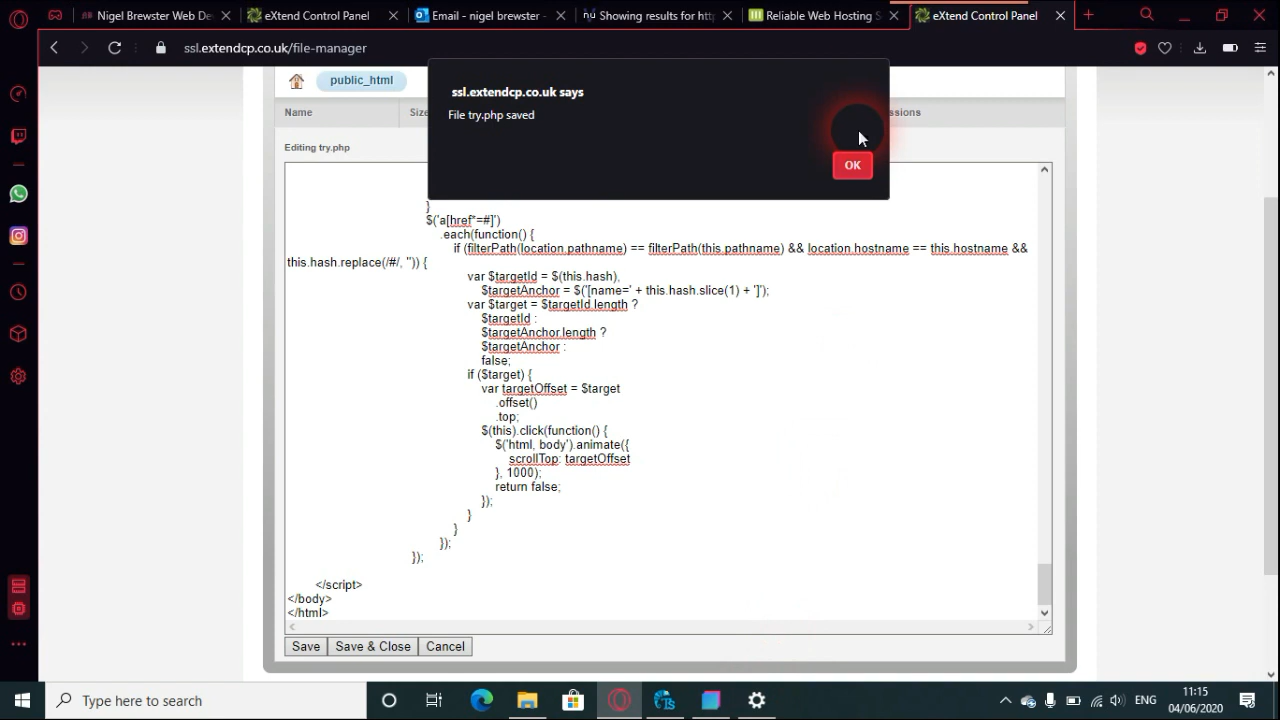 Nigel Brewster Web De
eXtend Control Panel
Email - nigel brewster -
Showing results for http
Reliable Web Hosting S
eXtend Control Panel
ssl.extendcp.co.uk/file-manager
public_html
ssl.extendcp.co.uk says
File try.php saved
OK
Name
Size
ssions
Editing try.php
}
$('a[href*=#]')
.each(function() {
if (filterPath(location.pathname) == filterPath(this.pathname) && location.hostname == this.hostname &&
this.hash.replace(/#/, '')) {
var $targetId = $(this.hash),
$targetAnchor = $('[name=' + this.hash.slice(1) + ']');
var $target = $targetId.length ?
$targetId :
$targetAnchor.length ?
$targetAnchor :
false;
if ($target) {
var targetOffset = $target
.offset()
.top;
$(this).click(function() {
$('html, body').animate({
scrollTop: targetOffset
}, 1000);
return false;
});
}
}
});
});
</script>
</body>
</html>
Save
Save & Close
Cancel
Type here to search
ENG
11:15
04/06/2020